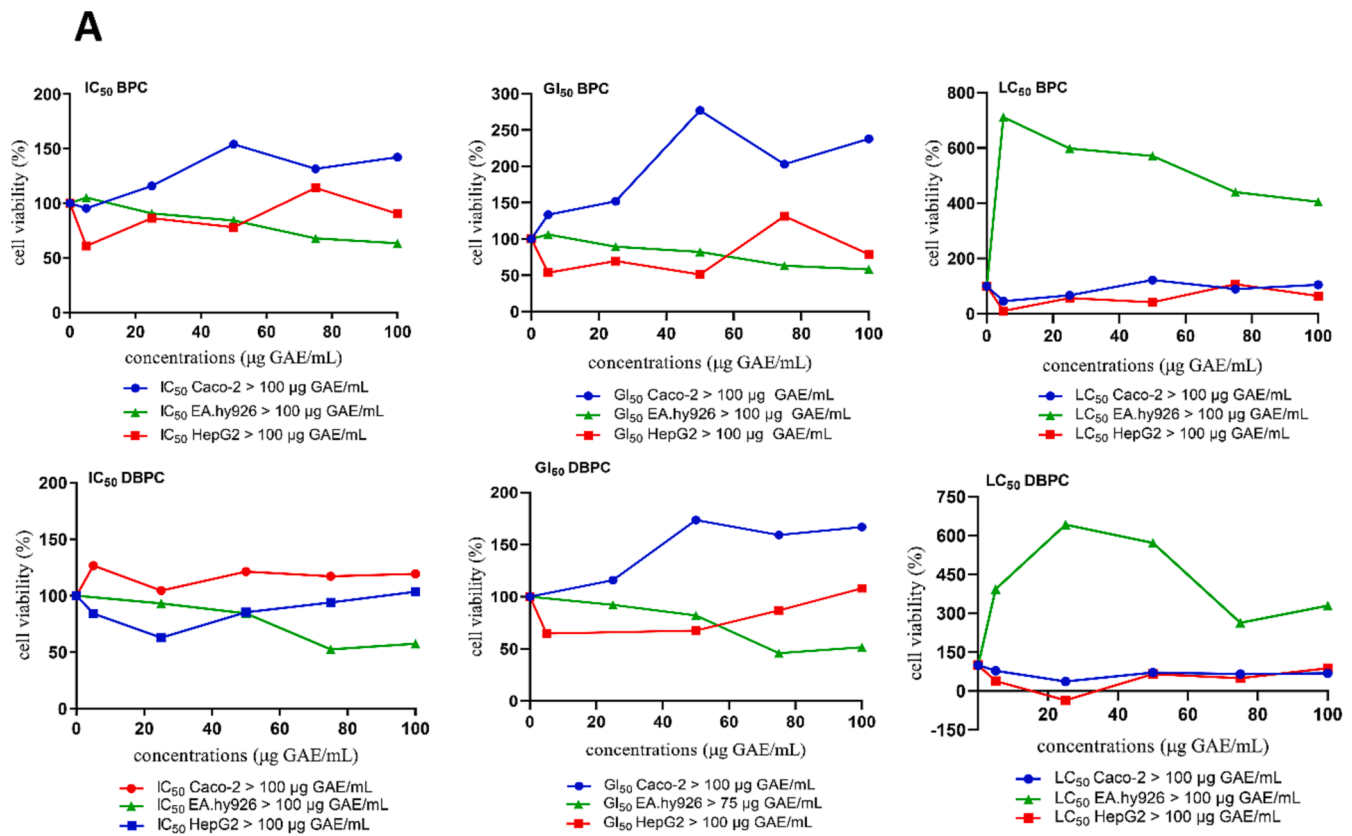 A
IC50 BPC
200
150
100
50
0
cell viability (%)
0 20 40 60 80 100
concentrations (µg GAE/mL)
IC50 Caco-2 > 100 µg GAE/mL
IC50 EA.hy926 > 100 µg GAE/mL
IC50 HepG2 > 100 µg GAE/mL
GI50 BPC
300
250
200
150
100
50
0
cell viability (%)
0 20 40 60 80 100
concentrations (µg GAE/mL)
GI50 Caco-2 > 100 µg GAE/mL
GI50 EA.hy926 > 100 µg GAE/mL
GI50 HepG2 > 100 µg GAE/mL
LC50 BPC
800
600
400
200
0
cell viability (%)
0 20 40 60 80 100
concentrations (µg GAE/mL)
LC50 Caco-2 > 100 µg GAE/mL
LC50 EA.hy926 > 100 µg GAE/mL
LC50 HepG2 > 100 µg GAE/mL
IC50 DBPC
200
150
100
50
0
cell viability (%)
0 20 40 60 80 100
concentrations (µg GAE/mL)
IC50 Caco-2 > 100 µg GAE/mL
IC50 EA.hy926 > 100 µg GAE/mL
IC50 HepG2 > 100 µg GAE/mL
GI50 DBPC
200
150
100
50
0
cell viability (%)
0 20 40 60 80 100
concentrations (µg GAE/mL)
GI50 Caco-2 > 100 µg GAE/mL
GI50 EA.hy926 > 75 µg GAE/mL
GI50 HepG2 > 100 µg GAE/mL
LC50 DBPC
750
600
450
300
150
0
-150
cell viability (%)
20 40 60 80 100
concentrations (µg GAE/mL)
LC50 Caco-2 > 100 µg GAE/mL
LC50 EA.hy926 > 100 µg GAE/mL
LC50 HepG2 > 100 µg GAE/mL